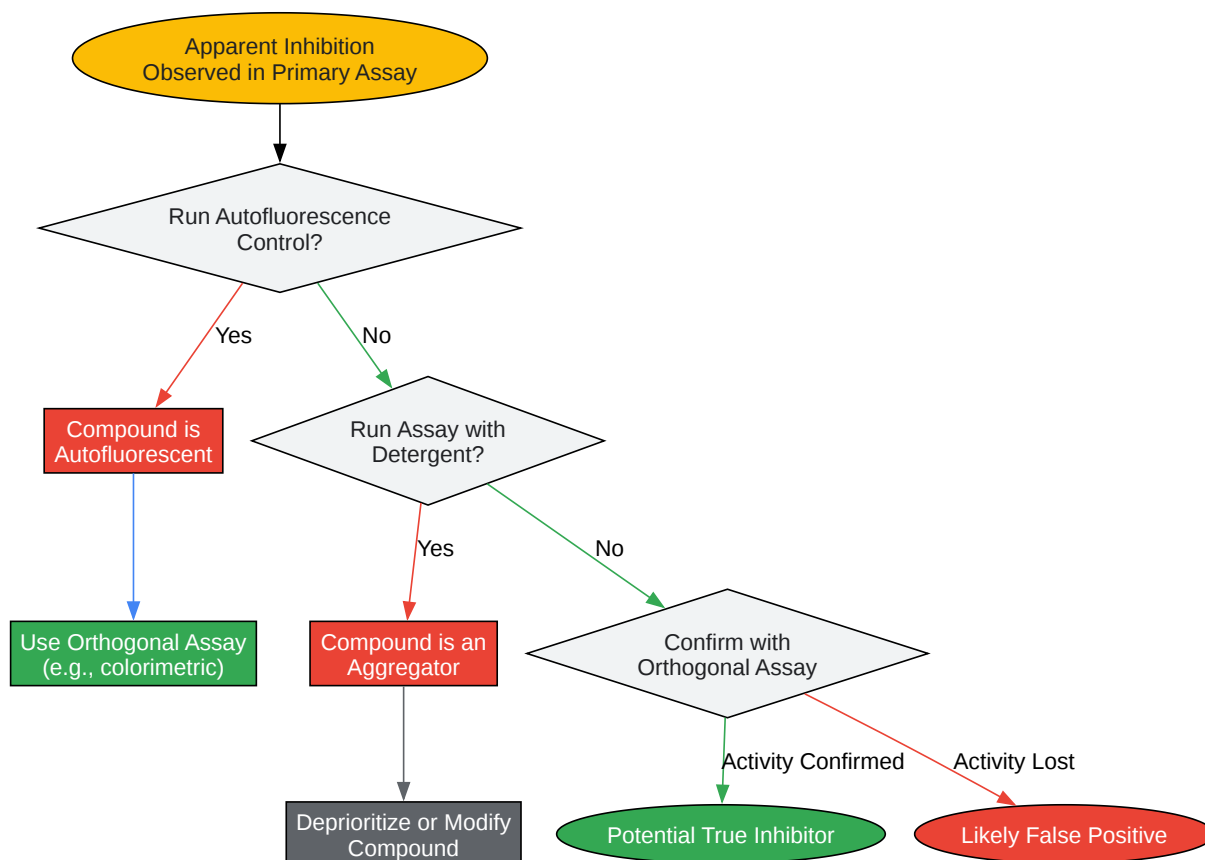 Apparent Inhibition
Observed in Primary Assay
Run Autofluorescence
Control?
Yes
No
Compound is
Autofluorescent
Run Assay with
Detergent?
Yes
No
Use Orthogonal Assay
(e.g., colorimetric)
Compound is an
Aggregator
Confirm with
Orthogonal Assay
Activity Confirmed
Activity Lost
Deprioritize or Modify
Compound
Potential True Inhibitor
Likely False Positive